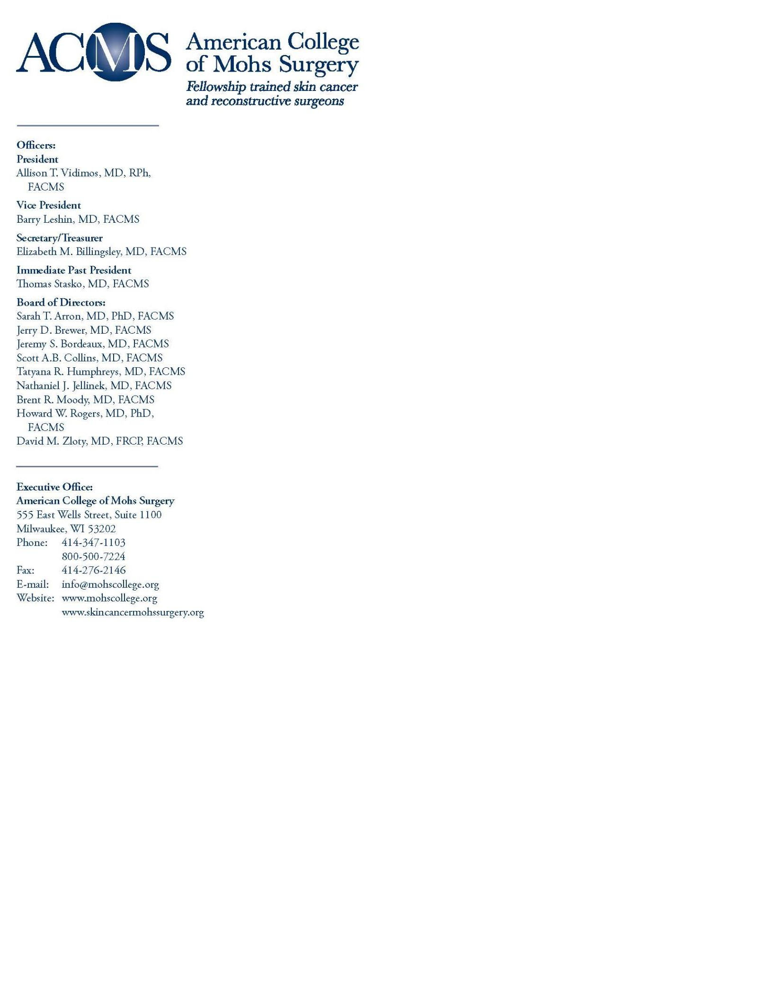 ACMS
American College
of Mohs Surgery
Fellowship trained skin cancer
and reconstructive surgeons
Officers:
President
Allison T. Vidimos, MD, RPh,
FACMS
Vice President
Barry Leshin, MD, FACMS
Secretary/Treasurer
Elizabeth M. Billingsley, MD, FACMS
Immediate Past President
Thomas Stasko, MD, FACMS
Board of Directors:
Sarah T. Arron, MD, PhD, FACMS
Jerry D. Brewer, MD, FACMS
Jeremy S. Bordeaux, MD, FACMS
Scott A.B. Collins, MD, FACMS
Tatyana R. Humphreys, MD, FACMS
Nathaniel J. Jellinek, MD, FACMS
Brent R. Moody, MD, FACMS
Howard W. Rogers, MD, PhD,
FACMS
David M. Zloty, MD, FRCP, FACMS
Executive Office:
American College of Mohs Surgery
555 East Wells Street, Suite 1100
Milwaukee, WI 53202
Phone: 414-347-1103
800-500-7224
Fax: 414-276-2146
E-mail: info@mohscollege.org
Website: www.mohscollege.org
www.skincancermohssurgery.org